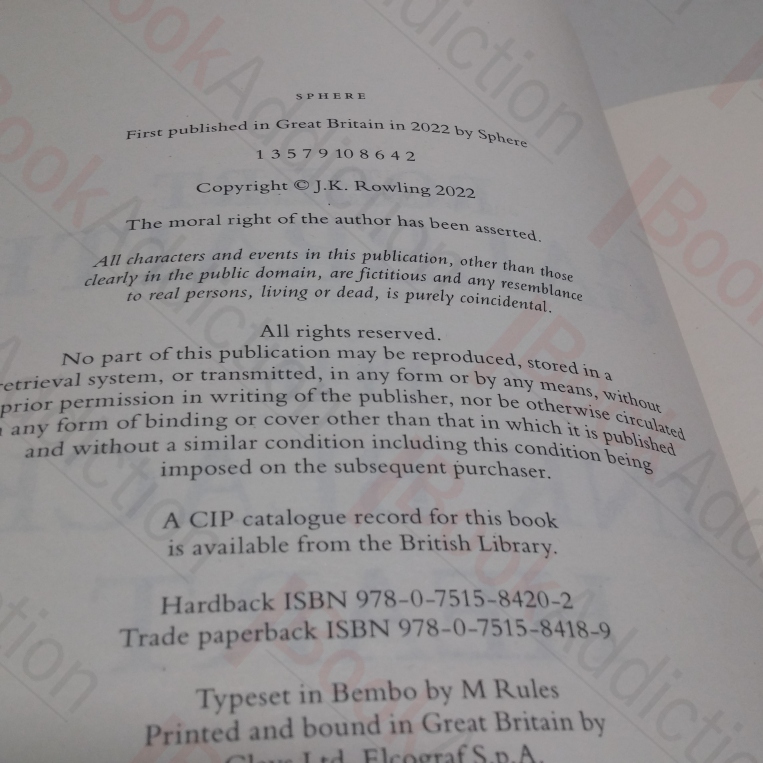 SPHERE
First published in Great Britain in 2022 by Sphere
1 3 5 7 9 10 8 6 4 2
Copyright © J.K. Rowling 2022
The moral right of the author has been asserted.
All characters and events in this publication, other than those
clearly in the public domain, are fictitious and any resemblance
to real persons, living or dead, is purely coincidental.
All rights reserved.
No part of this publication may be reproduced, stored in a
etrieval system, or transmitted, in any form or by any means, without
prior permission in writing of the publisher, nor be otherwise circulated
any form of binding or cover other than that in which it is published
and without a similar condition including this condition being
imposed on the subsequent purchaser.
A CIP catalogue record for this book
is available from the British Library.
Hardback ISBN 978-0-7515-8420-2
Trade paperback ISBN 978-0-7515-8418-9
Typeset in Bembo by M Rules
Printed and bound in Great Britain by
Ltd, Elcograf S.p.A.
BookAddiction